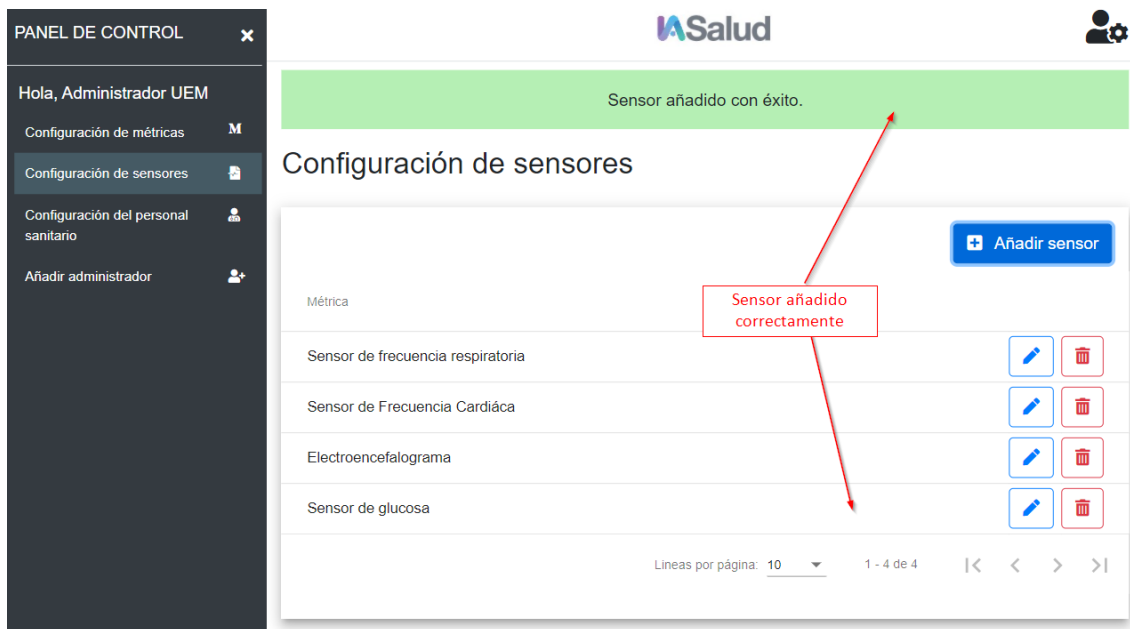 PANEL DE CONTROL
IASalud
Hola, Administrador UEM
Configuración de métricas
M
Configuración de sensores
Configuración del personal
sanitario
Añadir administrador
Sensor añadido con éxito.
Configuración de sensores
Añadir sensor
Sensor añadido
correctamente
Métrica
Sensor de frecuencia respiratoria
Sensor de Frecuencia Cardiáca
Electroencefalograma
Sensor de glucosa
Lineas por página: 10
1 - 4 de 4